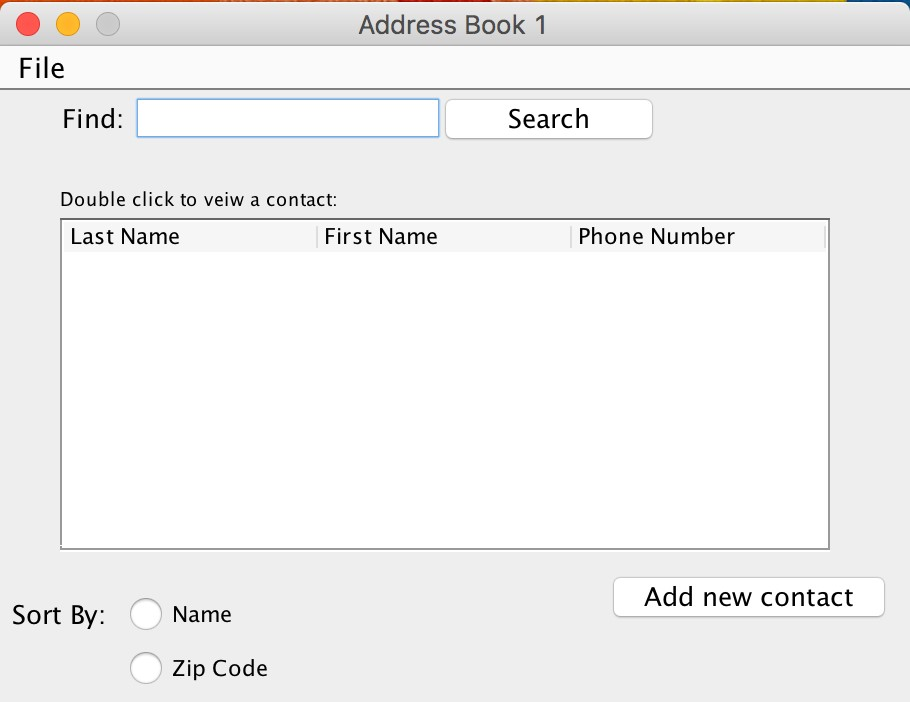 Address Book 1
File
Find: Search
Double click to veiw a contact:
Last Name First Name Phone Number
Add new contact
Sort By: Name
Zip Code